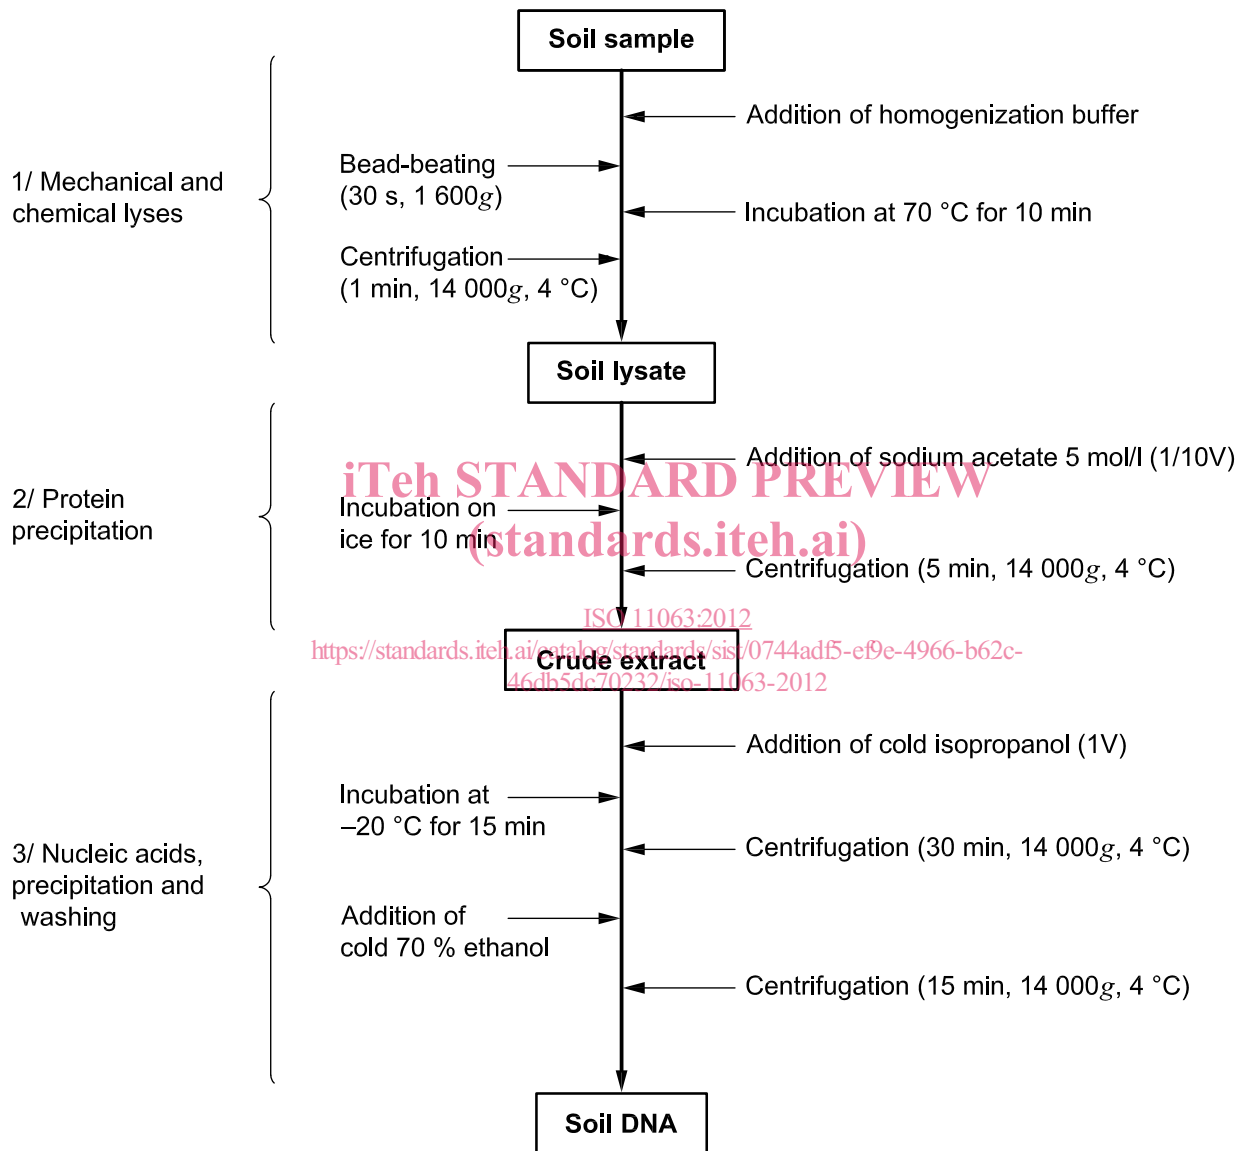 Soil sample
Addition of homogenization buffer
Bead-beating
(30 s, 1 600g)
1/ Mechanical and
chemical lyses
Incubation at 70 °C for 10 min
Centrifugation
(1 min, 14 000g, 4 °C)
Soil lysate
Addition of sodium acetate 5 mol/l (1/10V)
iTeh STANDARD PREVIEW
2/ Protein
precipitation
Incubation on
ice for 10 min
(standards.iteh.ai)
Centrifugation (5 min, 14 000g, 4 °C)
ISO 11063:2012
https://standards.iteh.ai/catalog/standards/sist/0744adf5-ef9e-4966-b62c-
46db5dc70232/iso-11063-2012
Crude extract
Addition of cold isopropanol (1V)
Incubation at
–20 °C for 15 min
Centrifugation (30 min, 14 000g, 4 °C)
3/ Nucleic acids,
precipitation and
washing
Addition of
cold 70 % ethanol
Centrifugation (15 min, 14 000g, 4 °C)
Soil DNA